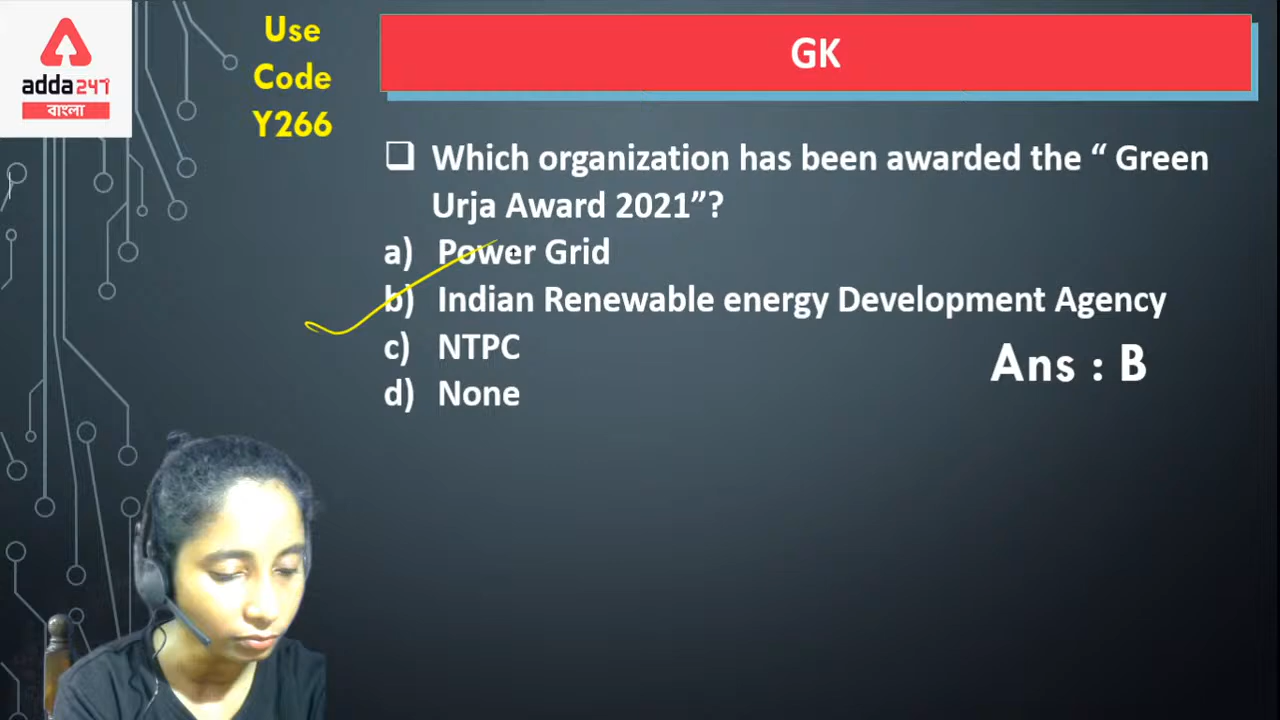 adda247
বাংলা
Use
Code
Y266
GK
❑ Which organization has been awarded the “ Green
Urja Award 2021”?
a) Power Grid
b) Indian Renewable energy Development Agency
c) NTPC
d) None
Ans : B